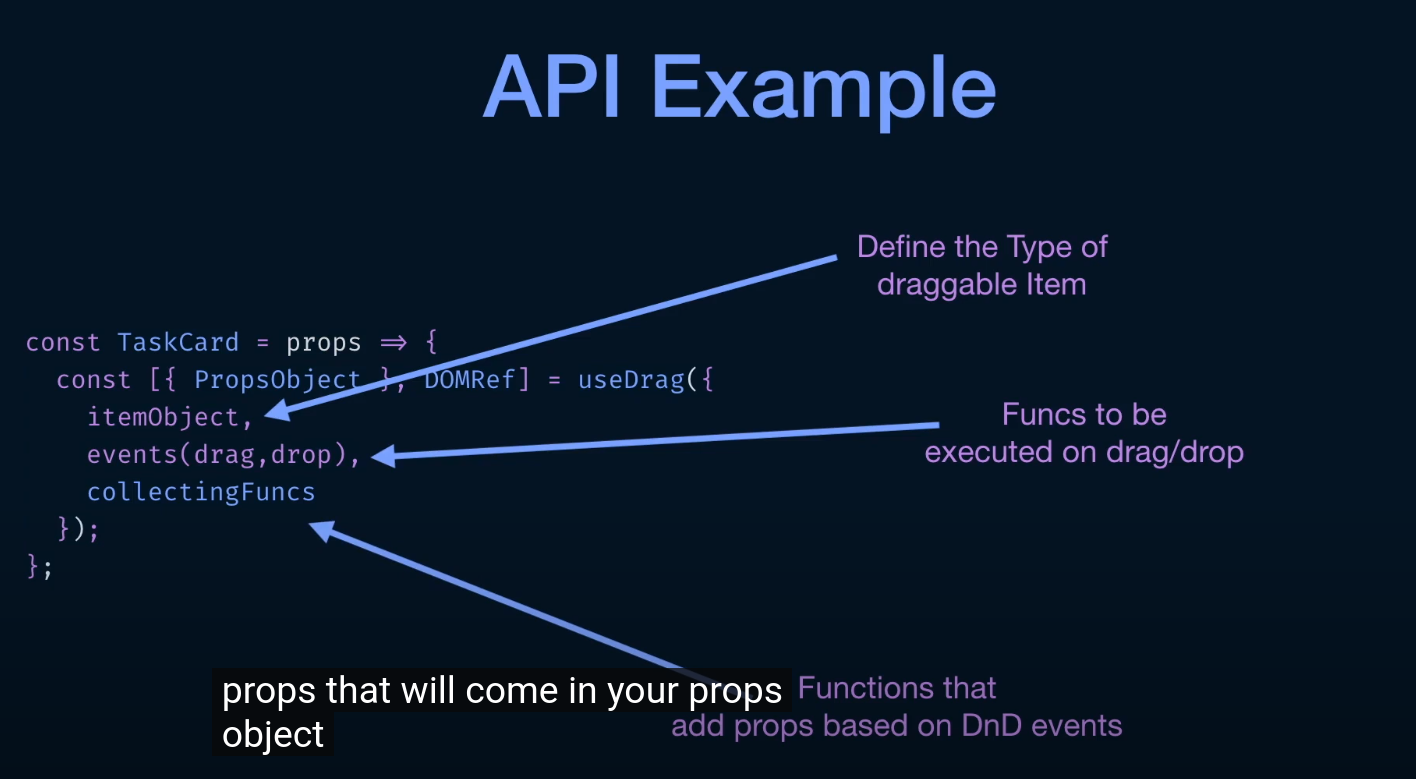 API Example
Define the Type of
draggable Item
const TaskCard = props => {
const [{ PropsObject }, DOMRef] = useDrag({
itemObject,
events(drag,drop),
collectingFuncs
});
};
Funcs to be
executed on drag/drop
Functions that
add props based on DnD events
props that will come in your props
object